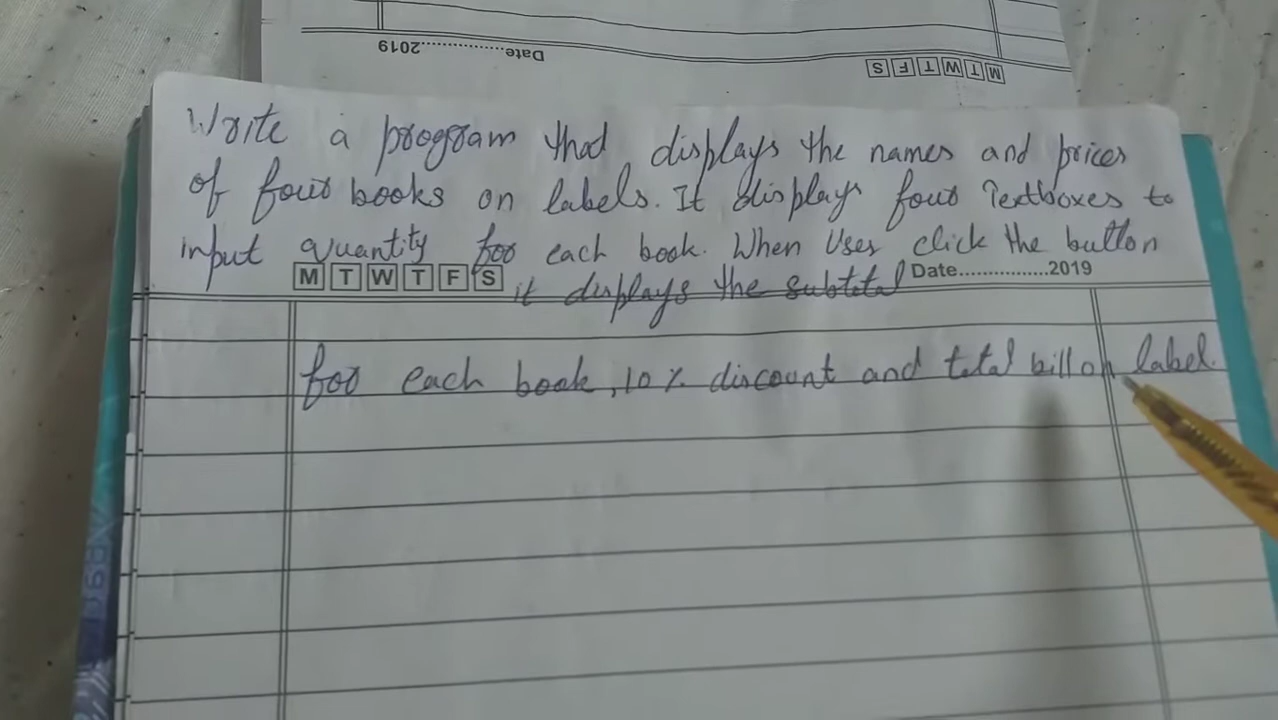 Date................2019
M T W T F S
Write a program that displays the names and prices
of four books on labels. It displays four Textboxes to
input quantity for each book. When User click the button
M T W T F S Date................2019
it displays the subtotal
for each book, 10% discount and total bill on label.